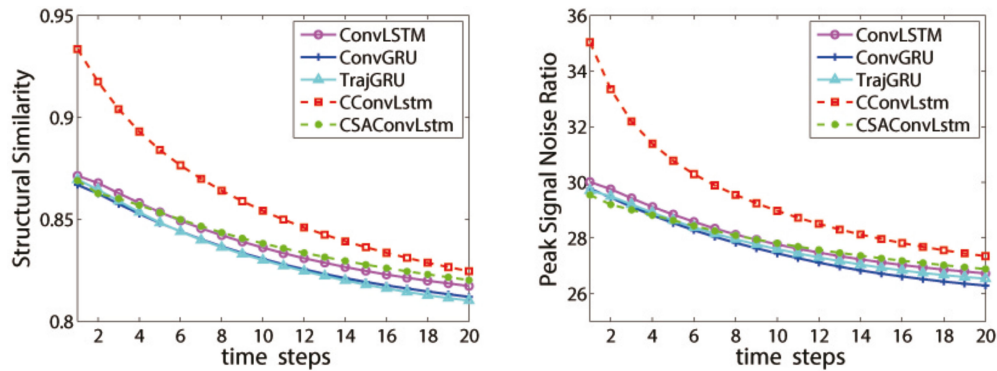 Structural Similarity
0.95
0.9
0.85
0.8
2 4 6 8 10 12 14 16 18 20
time steps
ConvLSTM
ConvGRU
TrajGRU
CConvLstm
CSAConvLstm
Peak Signal Noise Ratio
36
34
32
30
28
26
2 4 6 8 10 12 14 16 18 20
time steps
ConvLSTM
ConvGRU
TrajGRU
CConvLstm
CSAConvLstm